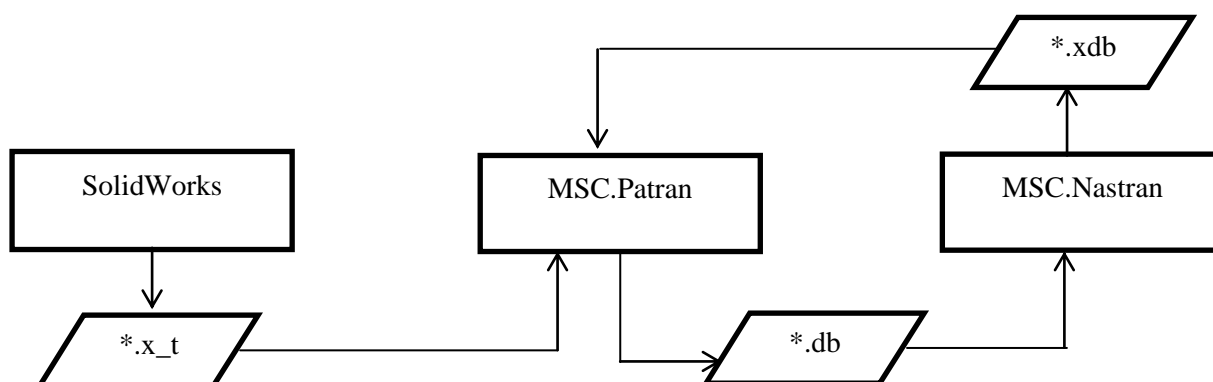 *.xdb
SolidWorks
MSC.Patran
MSC.Nastran
*.x_t
*.db